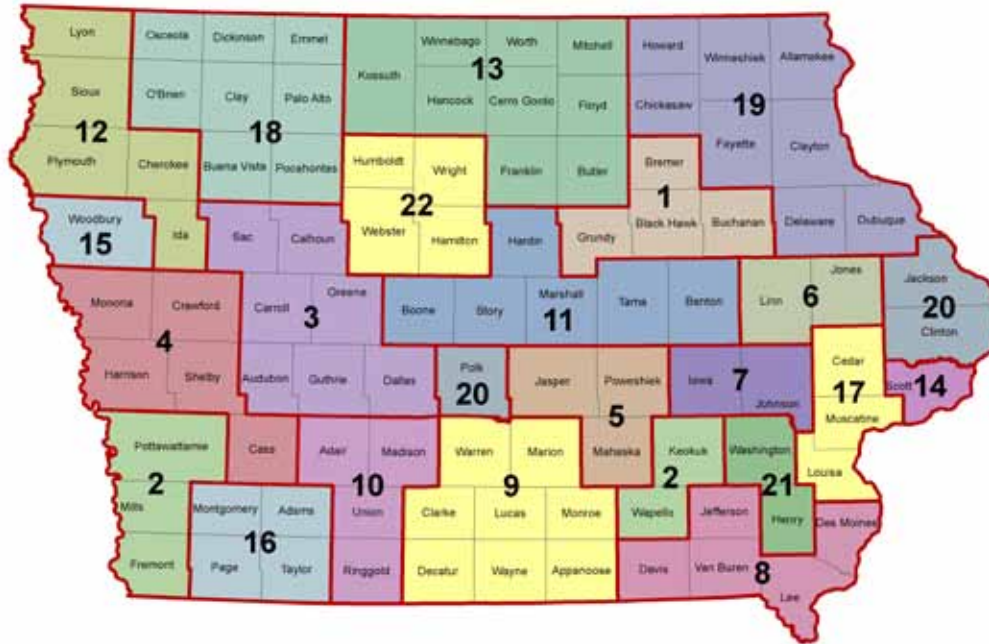 Lyon
Osceola
Dickinson
Emmet
Kossuth
Winnebago
Worth
Mitchell
Howard
Winneshiek
Allamakee
13
Sioux
O'Brien
Clay
Palo Alto
Hancock
Cerro Gordo
Floyd
Chickasaw
19
12
18
Fayette
Clayton
Plymouth
Cherokee
Buena Vista
Pocahontas
Humboldt
Wright
Franklin
Butler
Bremer
1
22
Woodbury
15
Ida
Sac
Calhoun
Webster
Hamilton
Hardin
Grundy
Black Hawk
Buchanan
Delaware
Dubuque
Monona
Crawford
Carroll
Greene
3
Boone
Story
Marshall
11
Tama
Benton
Linn
Jones
6
Jackson
20
Clinton
4
Harrison
Shelby
Audubon
Guthrie
Dallas
Polk
20
Jasper
Poweshiek
5
Iowa
7
Johnson
Cedar
17
Scott
14
Muscatine
Pottawattamie
2
Cass
Adair
Madison
10
Warren
Marion
9
Mahaska
Keokuk
2
Washington
21
Louisa
Mills
Montgomery
Adams
16
Union
Clarke
Lucas
Monroe
Wapello
Jefferson
Henry
Des Moines
Fremont
Page
Taylor
Ringgold
Decatur
Wayne
Appanoose
Davis
Van Buren
8
Lee